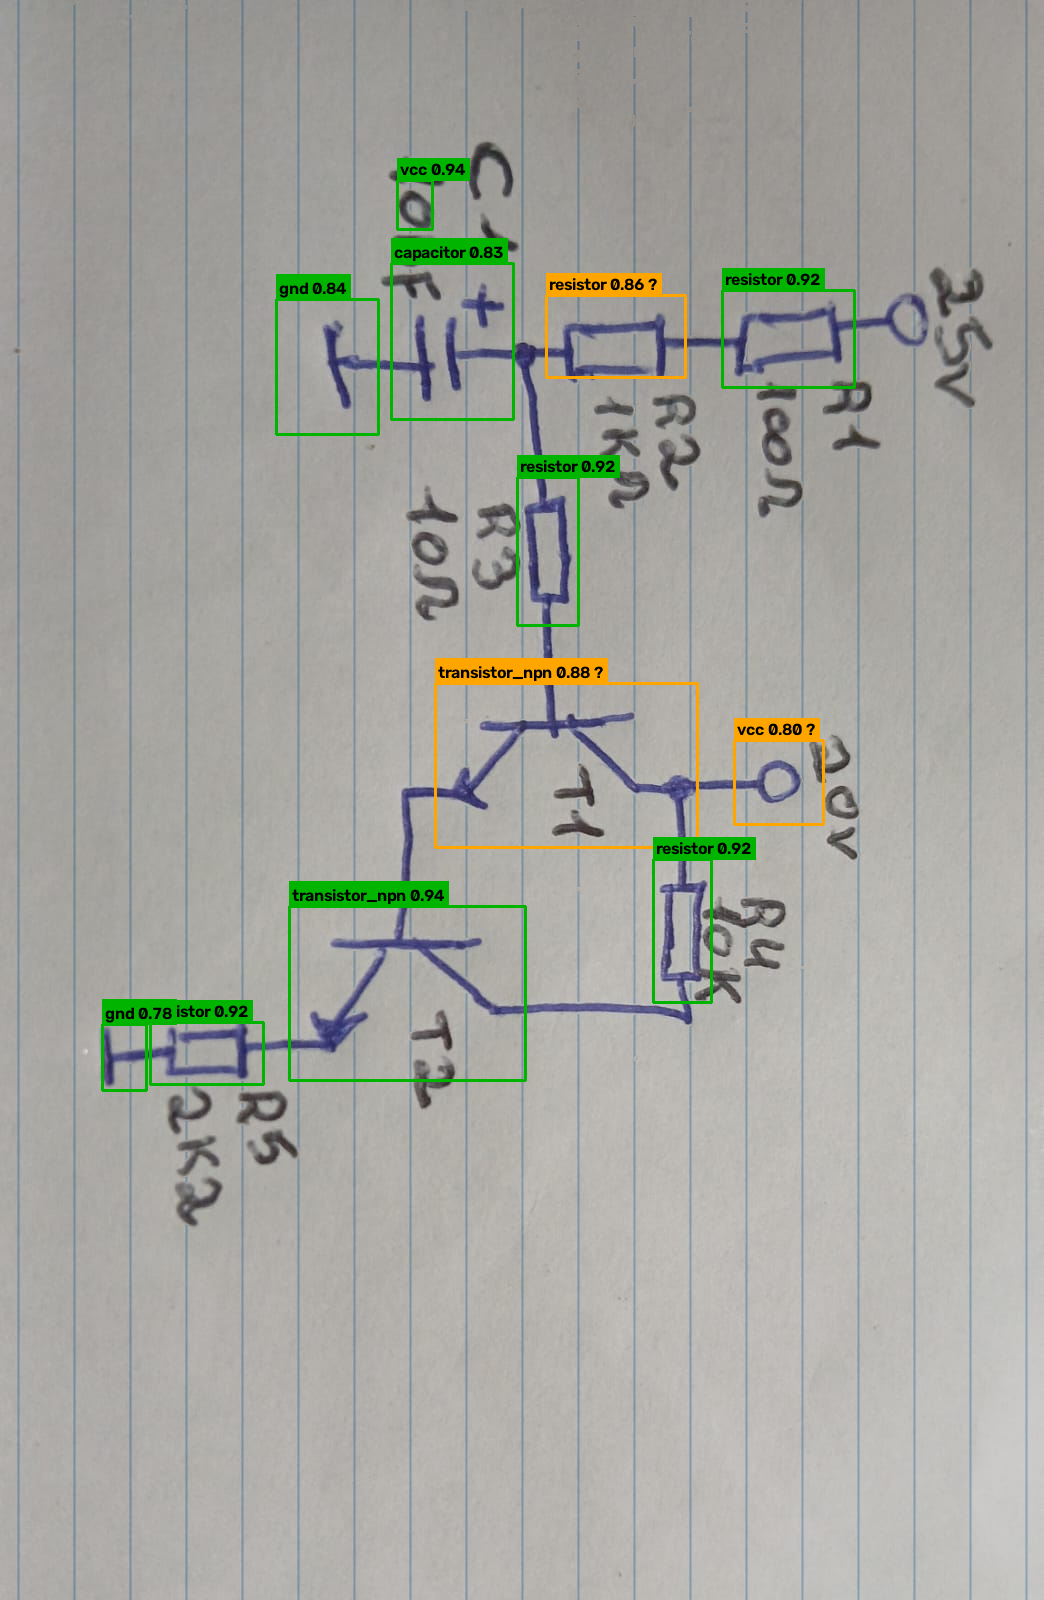 vcc 0.94
C1
10
F
capacitor 0.83
+
gnd 0.84
resistor 0.86 ?
resistor 0.92
25V
R1
100Ω
R2
1KΩ
resistor 0.92
R3
10Ω
transistor_npn 0.88 ?
T1
vcc 0.80 ?
20V
resistor 0.92
R4
10K
transistor_npn 0.94
T2
gnd 0.78
istor 0.92
R5
2K2